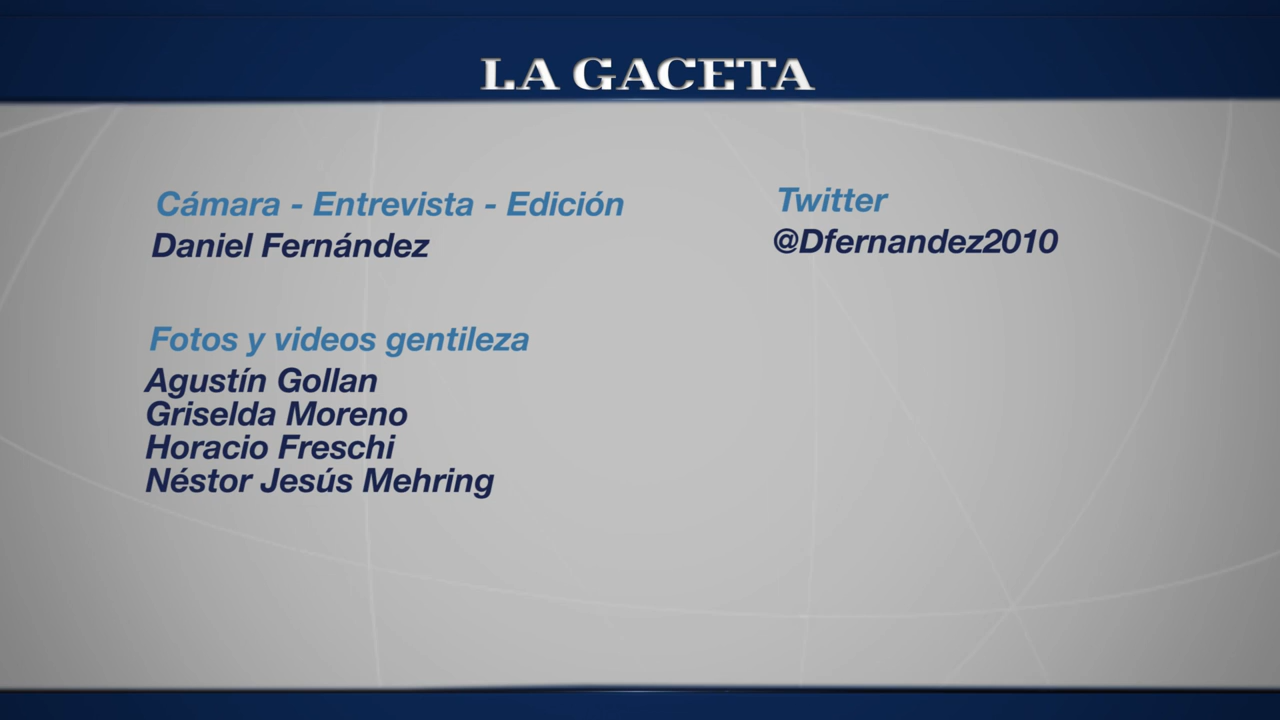 LA GACETA
Cámara - Entrevista - Edición
Daniel Fernández
Twitter
@Dfernandez2010
Fotos y videos gentileza
Agustín Gollan
Griselda Moreno
Horacio Freschi
Néstor Jesús Mehring